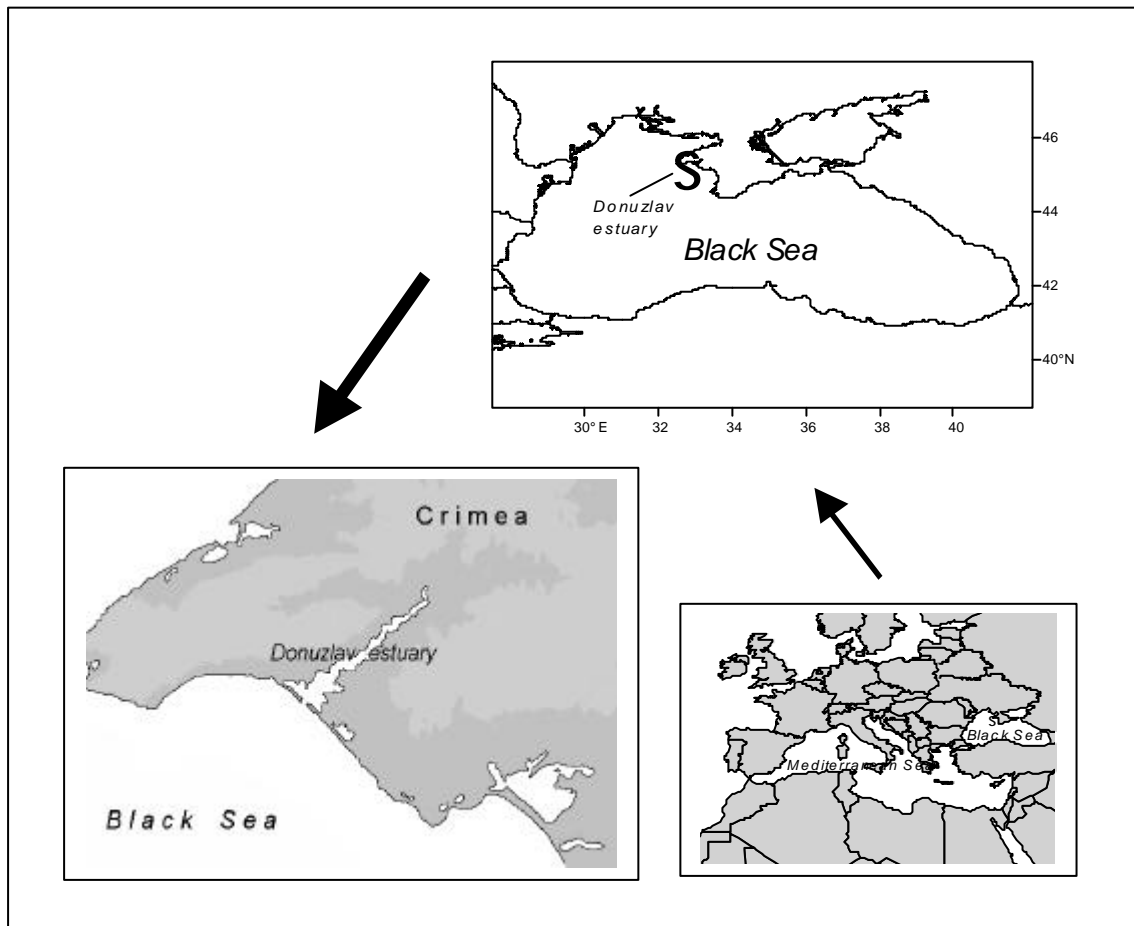 46
S
Donuzlav
estuary
44
Black Sea
42
40°N
30° E 32 34 36 38 40
Crimea
Donuzlav estuary
Black Sea
S
Black Sea
Mediterranean Sea